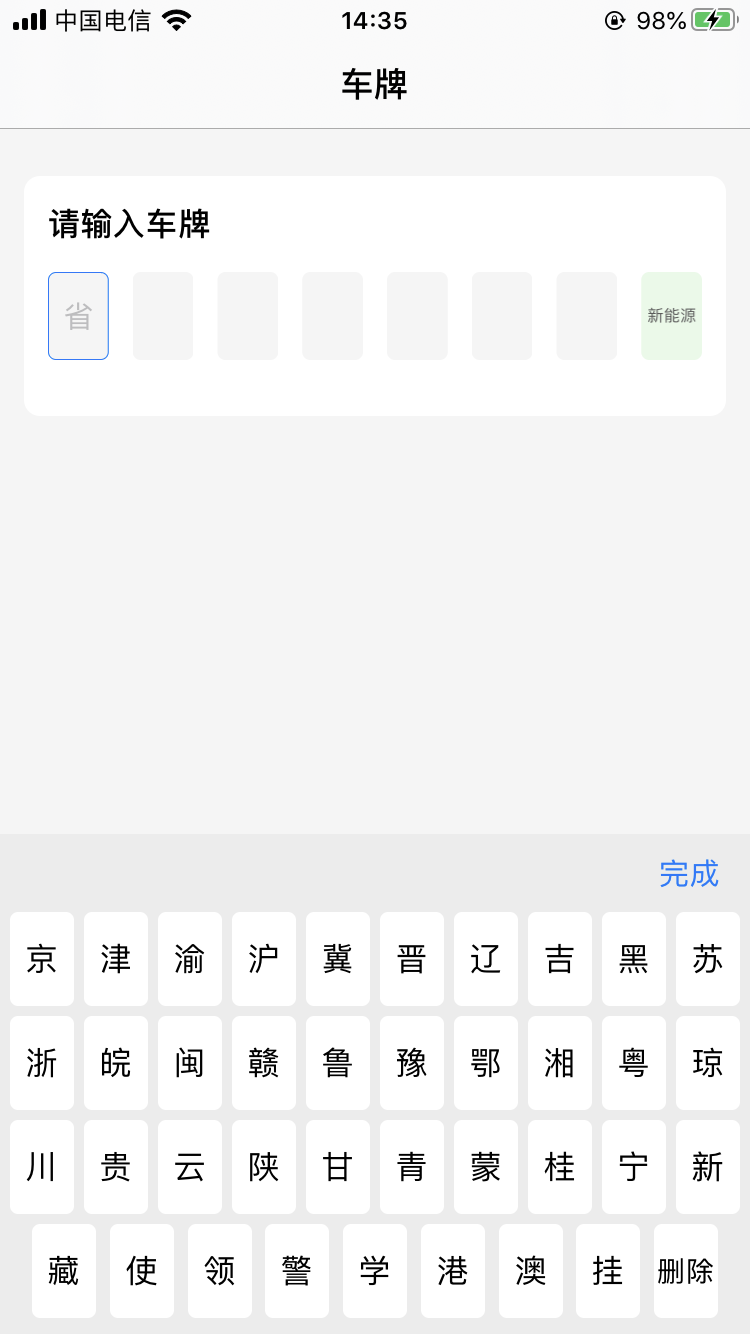 中国电信 14:35 98%
车牌
请输入车牌
省 新能源
完成
京 津 渝 沪 冀 晋 辽 吉 黑 苏
浙 皖 闽 赣 鲁 豫 鄂 湘 粤 琼
川 贵 云 陕 甘 青 蒙 桂 宁 新
藏 使 领 警 学 港 澳 挂 删除